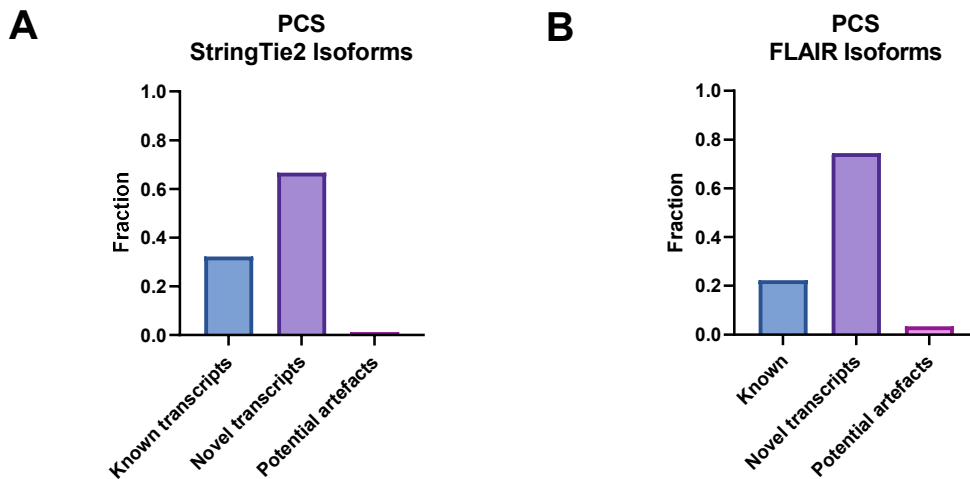 A
PCS
StringTie2 Isoforms
Fraction
1.0
0.8
0.6
0.4
0.2
0.0
Known transcripts
Novel transcripts
Potential artefacts
B
PCS
FLAIR Isoforms
Fraction
1.0
0.8
0.6
0.4
0.2
0.0
Known
Novel transcripts
Potential artefacts